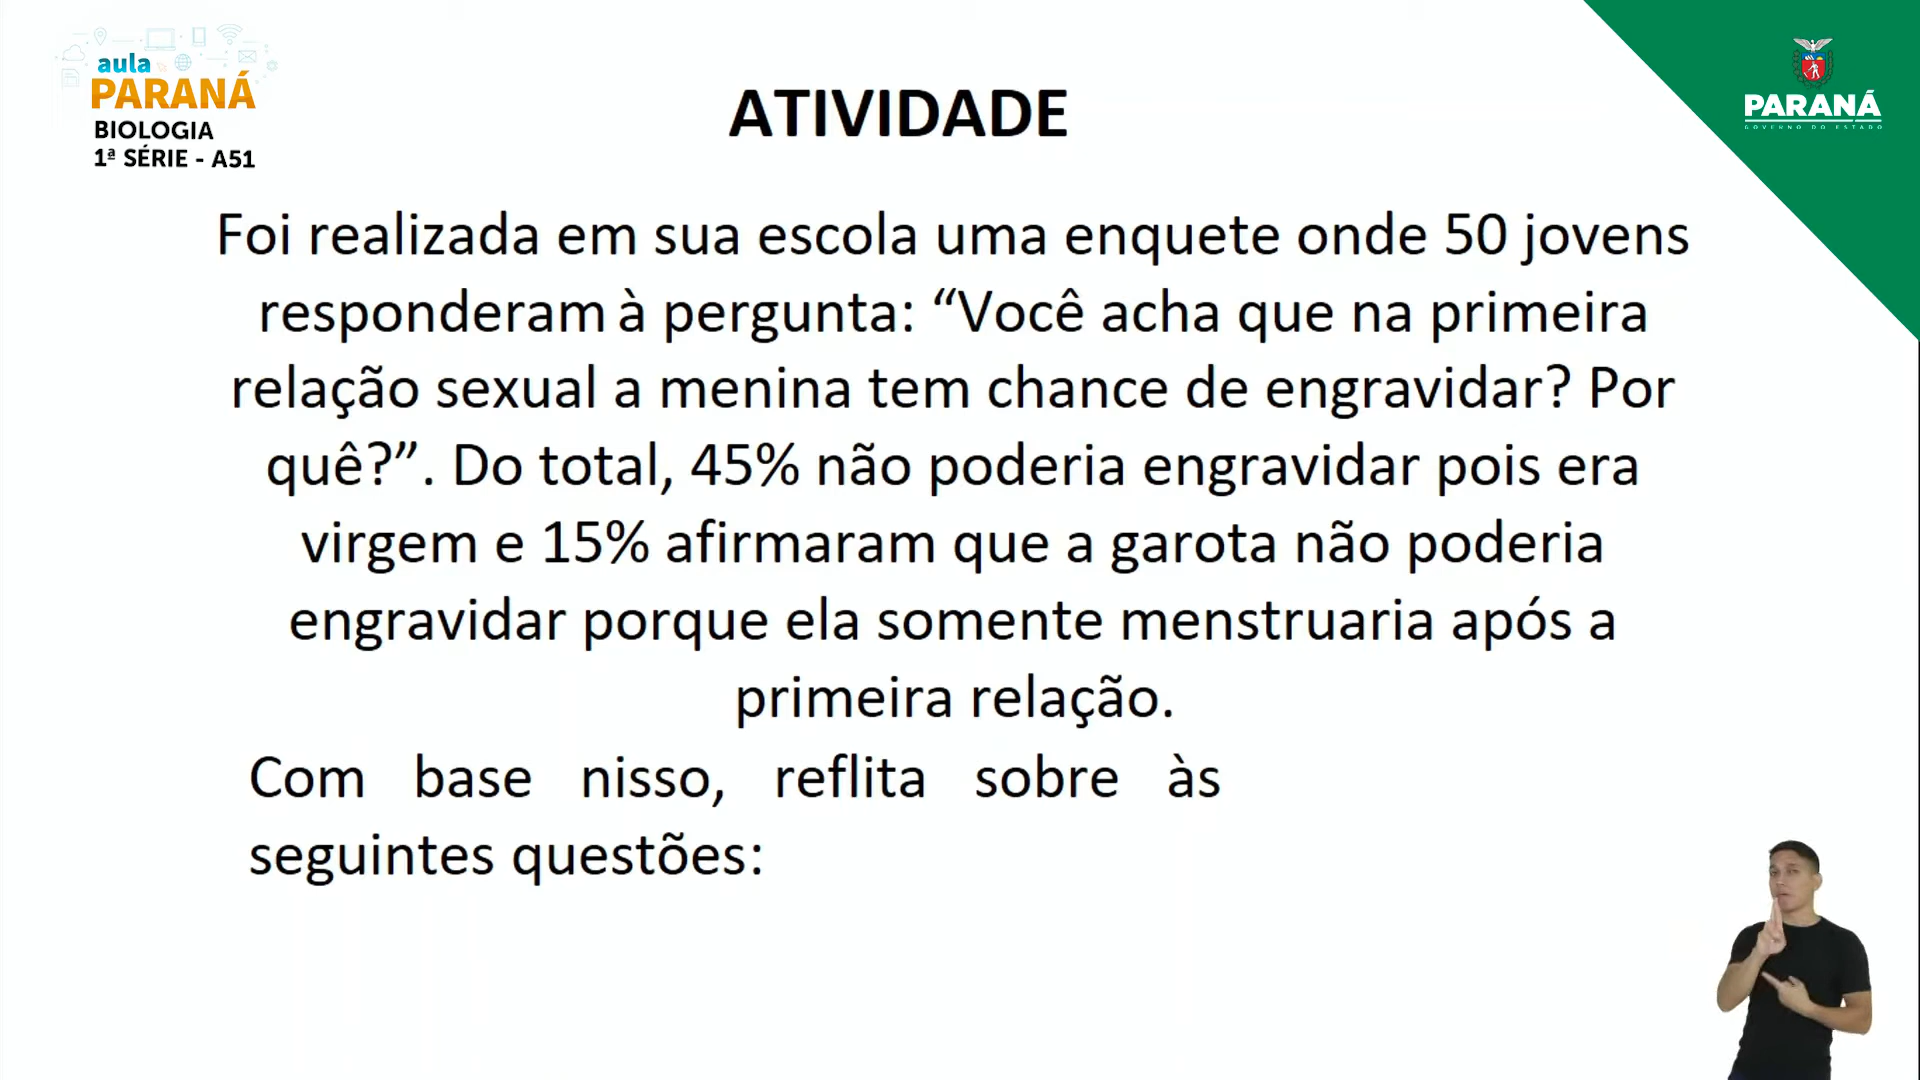 aula
PARANÁ
BIOLOGIA
1ª SÉRIE - A51
PARANÁ
GOVERNO DO ESTADO
ATIVIDADE
Foi realizada em sua escola uma enquete onde 50 jovens
responderam à pergunta: “Você acha que na primeira
relação sexual a menina tem chance de engravidar? Por
quê?”. Do total, 45% não poderia engravidar pois era
virgem e 15% afirmaram que a garota não poderia
engravidar porque ela somente menstruaria após a
primeira relação.
Com base nisso, reflita sobre às
seguintes questões: